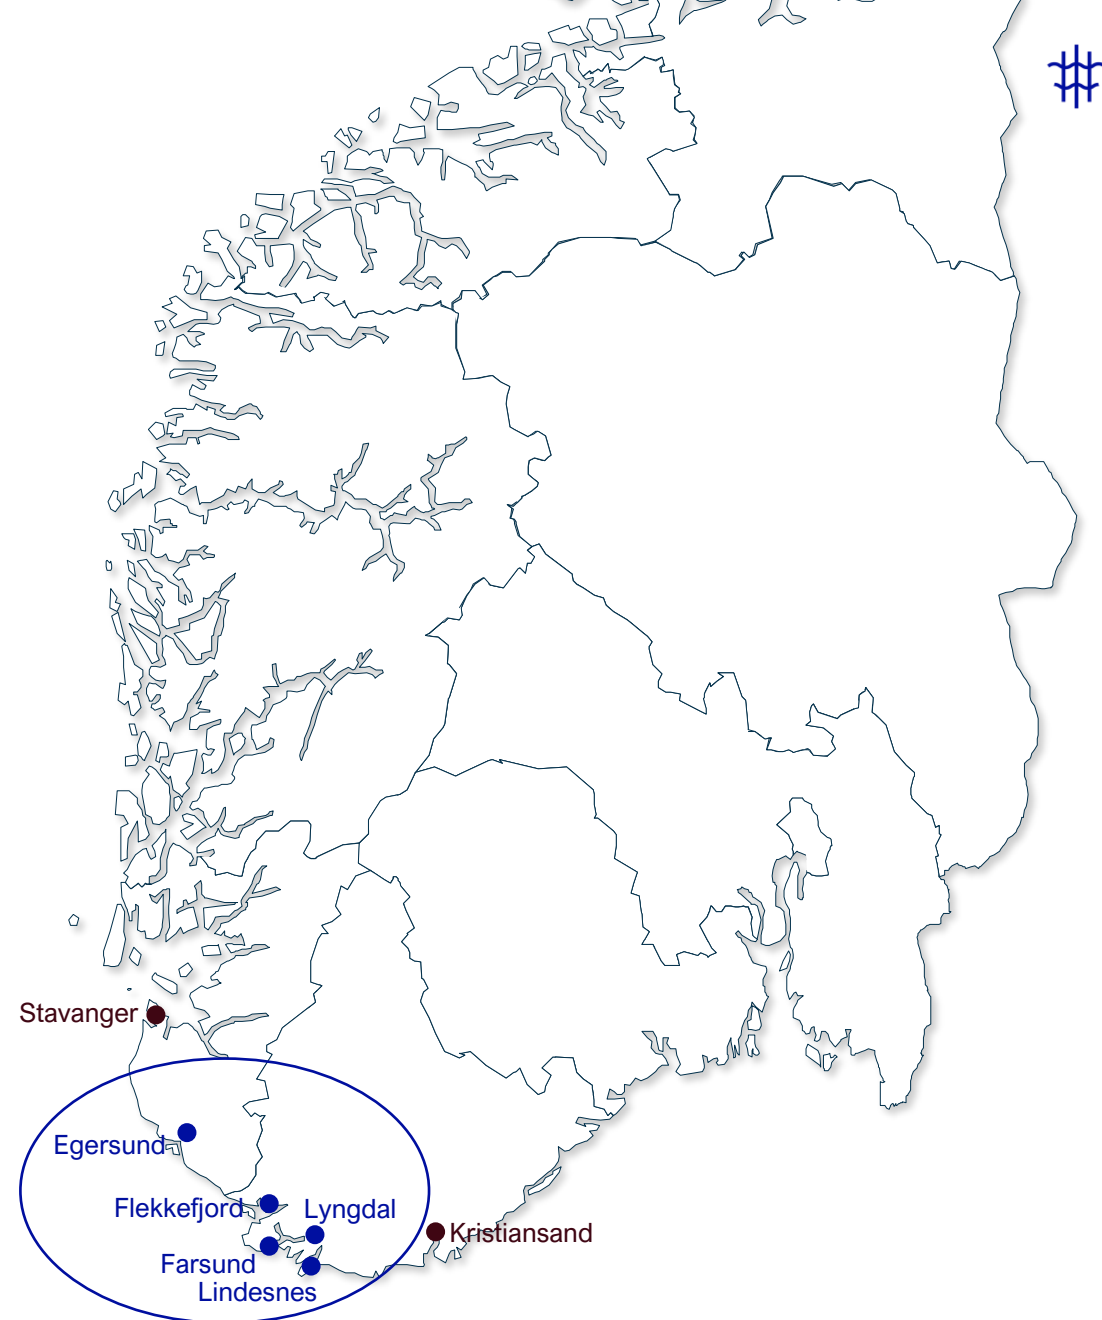 Stavanger
Egersund
Flekkefjord
Lyngdal
Kristiansand
Farsund
Lindesnes